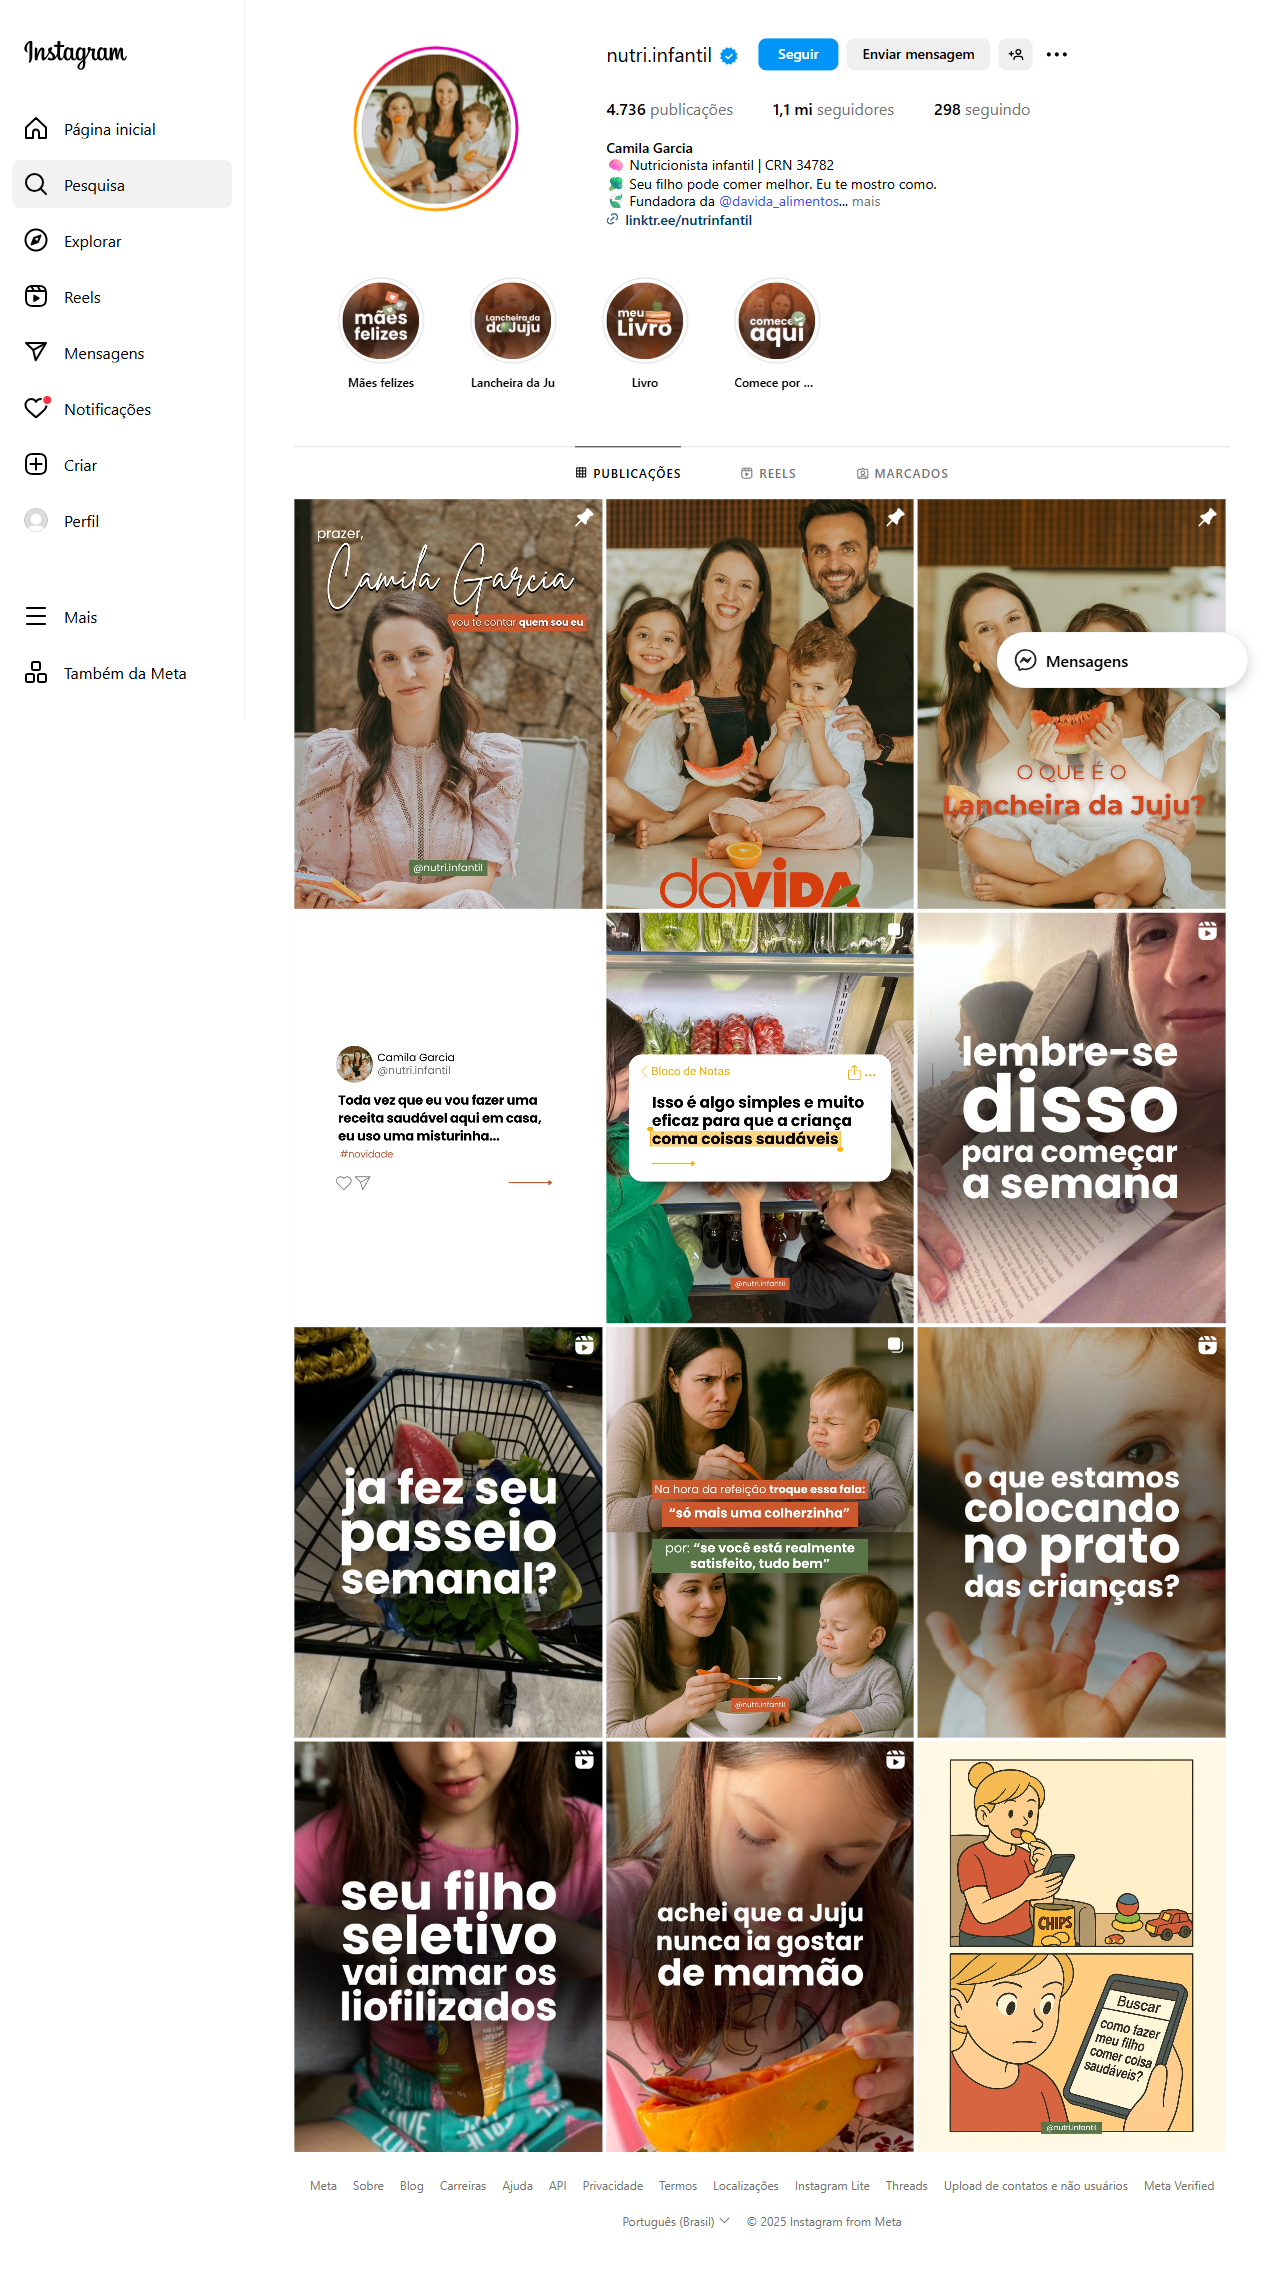 Instagram
Página inicial
Pesquisa
Explorar
Reels
Mensagens
Notificações
Criar
Perfil
Mais
Também da Meta
nutri.infantil
Seguir
Enviar mensagem
4.736 publicações
1,1 mi seguidores
298 seguindo
Camila Garcia
Nutricionista infantil | CRN 34782
Seu filho pode comer melhor. Eu te mostro como.
Fundadora da @davida_alimentos... mais
linktr.ee/nutrinfantil
mães
felizes
Lancheira da
da Juju
meu
Livro
comece
aqui
Mães felizes
Lancheira da Ju
Livro
Comece por ...
PUBLICAÇÕES
REELS
MARCADOS
prazer,
Camila Garcia
vou te contar quem sou eu
@nutri.infantil
daVIDA
Mensagens
O QUE É O
Lancheira da Juju?
Camila Garcia
@nutri.infantil
Toda vez que eu vou fazer uma
receita saudável aqui em casa,
eu uso uma misturinha...
#novidade
Bloco de Notas
Isso é algo simples e muito
eficaz para que a criança
coma coisas saudáveis
@nutri.infantil
lembre-se
disso
para começar
a semana
ja fez seu
passeio
semanal?
Na hora da refeição troque essa fala:
“só mais uma colherzinha”
por: “se você está realmente
satisfeito, tudo bem”
@nutri.infantil
o que estamos
colocando
no prato
das crianças?
seu filho
seletivo
vai amar os
liofilizados
achei que a Juju
nunca ia gostar
de mamão
CHIPS
Buscar
como fazer
meu filho
comer coisa
saudáveis?
@nutri.infantil
Meta
Sobre
Blog
Carreiras
Ajuda
API
Privacidade
Termos
Localizações
Instagram Lite
Threads
Upload de contatos e não usuários
Meta Verified
Português (Brasil)
© 2025 Instagram from Meta